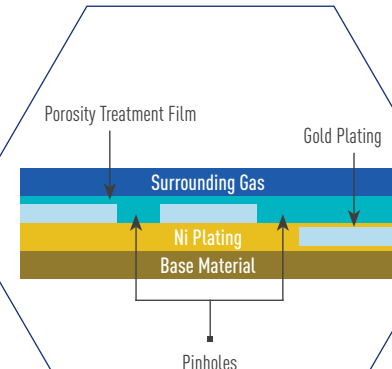 Porosity Treatment Film
Gold Plating
Surrounding Gas
Ni Plating
Base Material
Pinholes